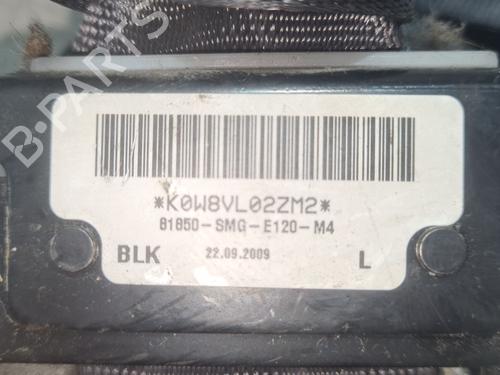 *K0W8VL02ZM2*
81850-SMG-E120-M4
BLK 22.09.2009 L
B-PARTS